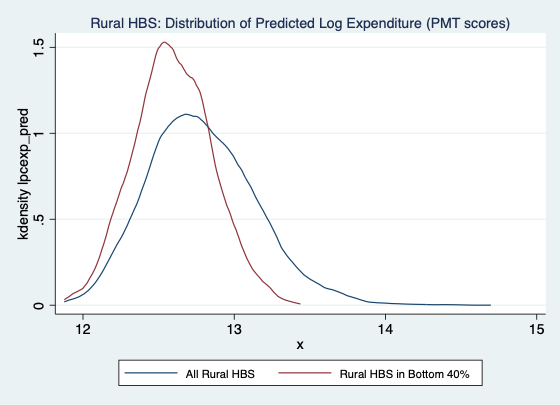 Rural HBS: Distribution of Predicted Log Expenditure (PMT scores)
kdensity lpcexp_pred
1.5
1
.5
0
12 13 14 15
x
All Rural HBS Rural HBS in Bottom 40%